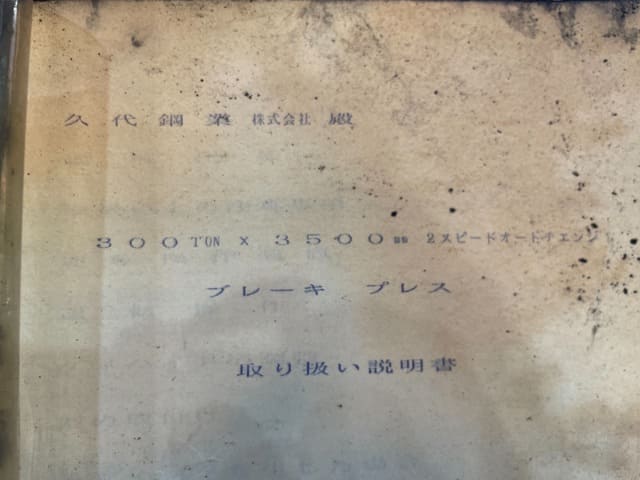 久代鋼業 株式会社 殿
300TON × 3500mm 2スピードオートチエンジ
ブレーキ プレス
取り扱い説明書